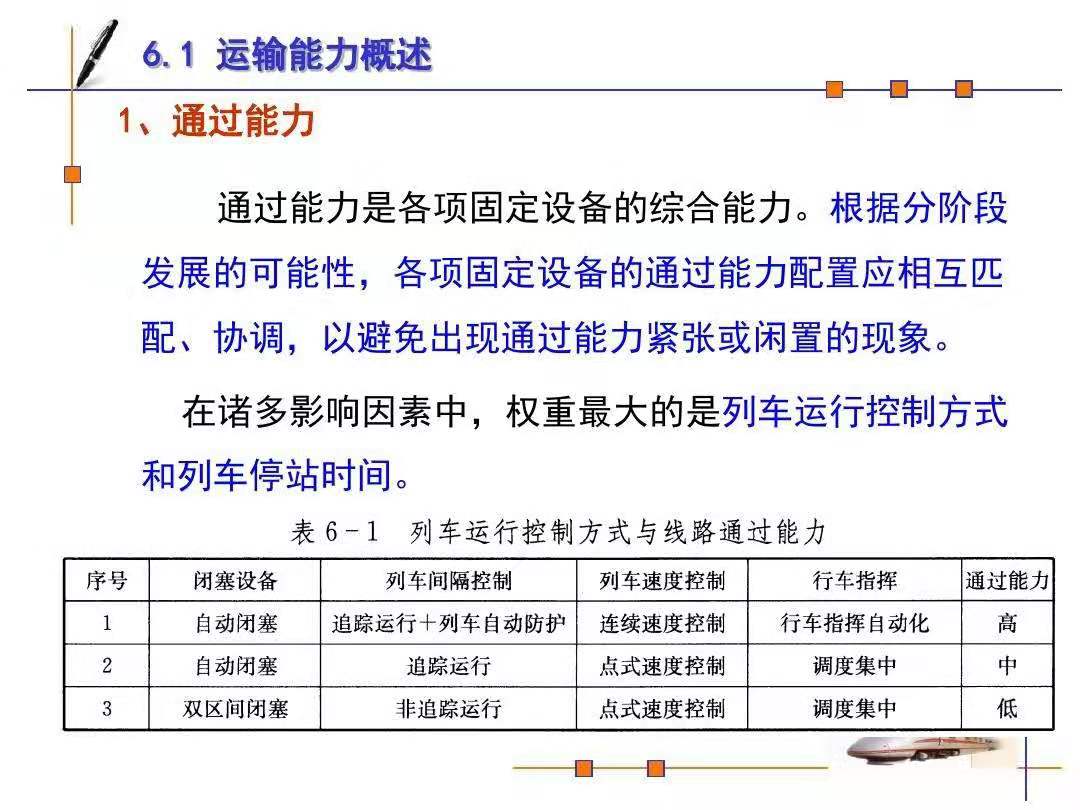 6.1 运输能力概述
1、通过能力
通过能力是各项固定设备的综合能力。根据分阶段
发展的可能性，各项固定设备的通过能力配置应相互匹
配、协调，以避免出现通过能力紧张或闲置的现象。
在诸多影响因素中，权重最大的是列车运行控制方式
和列车停站时间。
表6-1 列车运行控制方式与线路通过能力
序号 闭塞设备 列车间隔控制 列车速度控制 行车指挥 通过能力
1 自动闭塞 追踪运行+列车自动防护 连续速度控制 行车指挥自动化 高
2 自动闭塞 追踪运行 点式速度控制 调度集中 中
3 双区间闭塞 非追踪运行 点式速度控制 调度集中 低